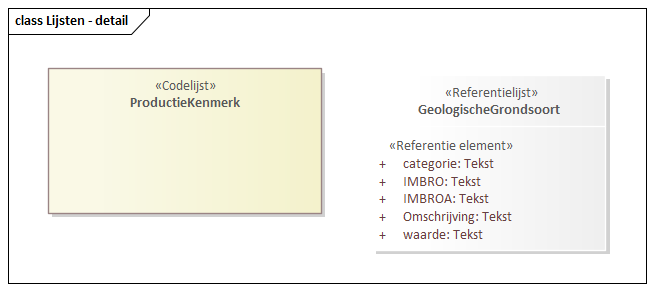 class Lijsten - detail
«Codelijst»
ProductieKenmerk
«Referentielijst»
GeologischeGrondsoort
«Referentie element»
+ categorie: Tekst
+ IMBRO: Tekst
+ IMBROA: Tekst
+ Omschrijving: Tekst
+ waarde: Tekst